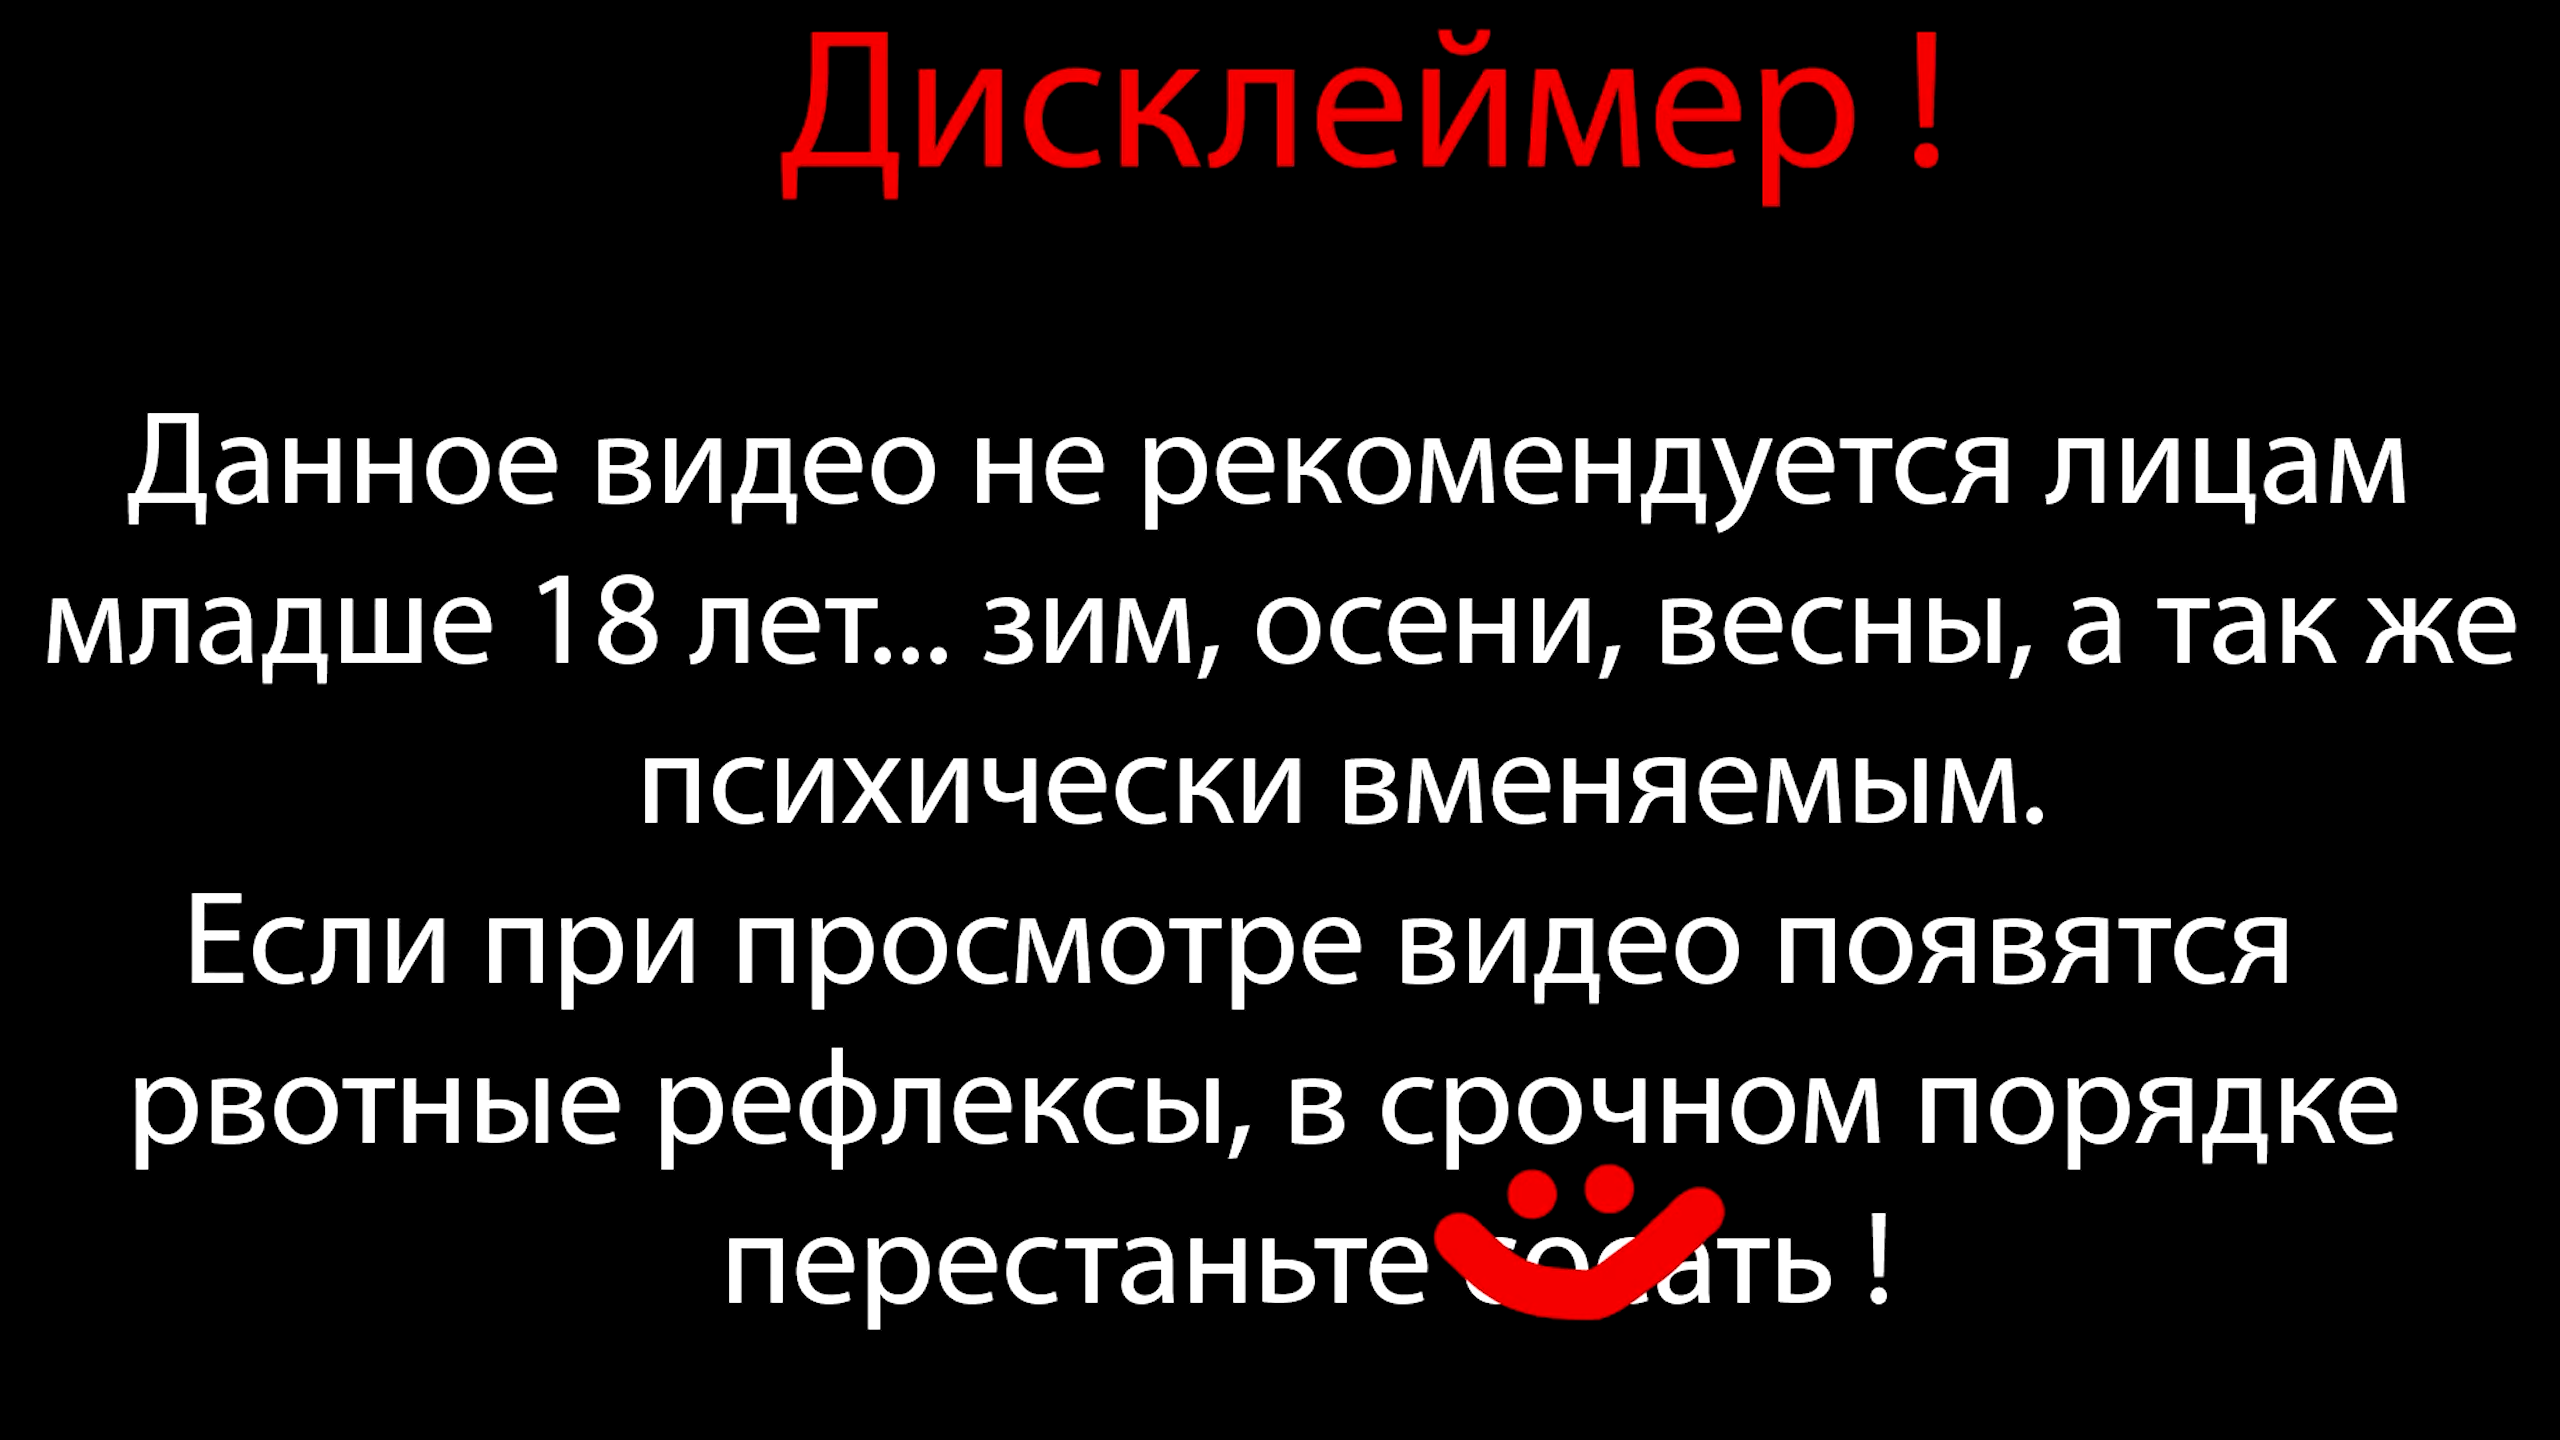 Дисклеймер !
Данное видео не рекомендуется лицам
младше 18 лет... зим, осени, весны, а так же
психически вменяемым.
Если при просмотре видео появятся
рвотные рефлексы, в срочном порядке
перестаньте сосать !